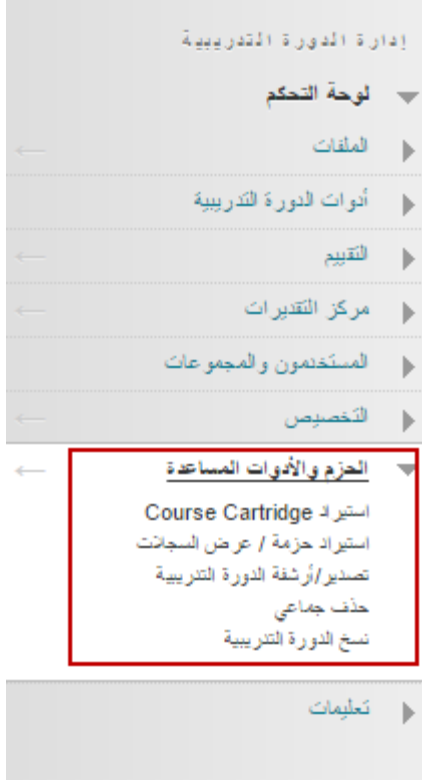 إدارة الدورة التدريبية
لوحة التحكم
الملفات
أدوات الدورة التدريبية
التقييم
مركز التقديرات
المستخدمون والمجموعات
التخصيص
الحزم والأدوات المساعدة
استيراد Course Cartridge
استيراد حزمة / عرض السجلات
تصدير/أرشفة الدورة التدريبية
حذف جماعي
نسخ الدورة التدريبية
تعليمات